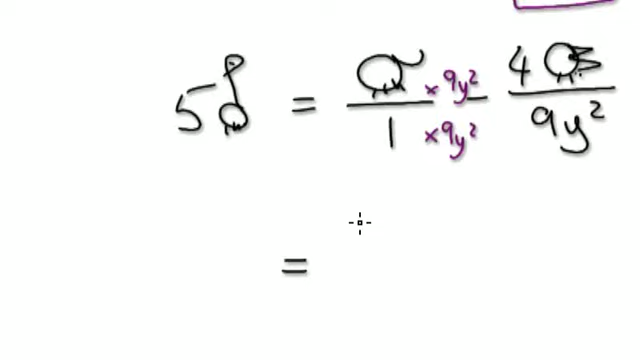 5 = ×9y² / 1 ×9y² − 4 / 9y²
=